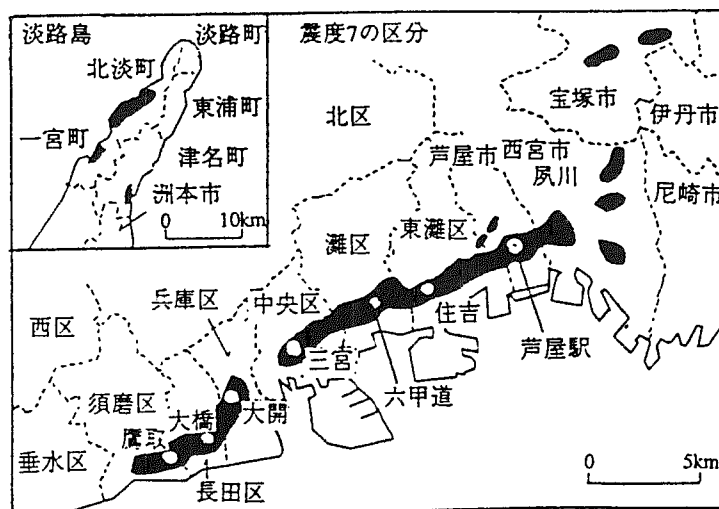 淡路島
淡路町
北淡町
東浦町
一宮町
津名町
洲本市
0 10km
震度7の区分
宝塚市
伊丹市
北区
芦屋市
西宮市
夙川
尼崎市
東灘区
灘区
兵庫区
中央区
住吉
西区
三宮
芦屋駅
六甲道
須磨区
大橋
大開
鷹取
垂水区
長田区
0 5km